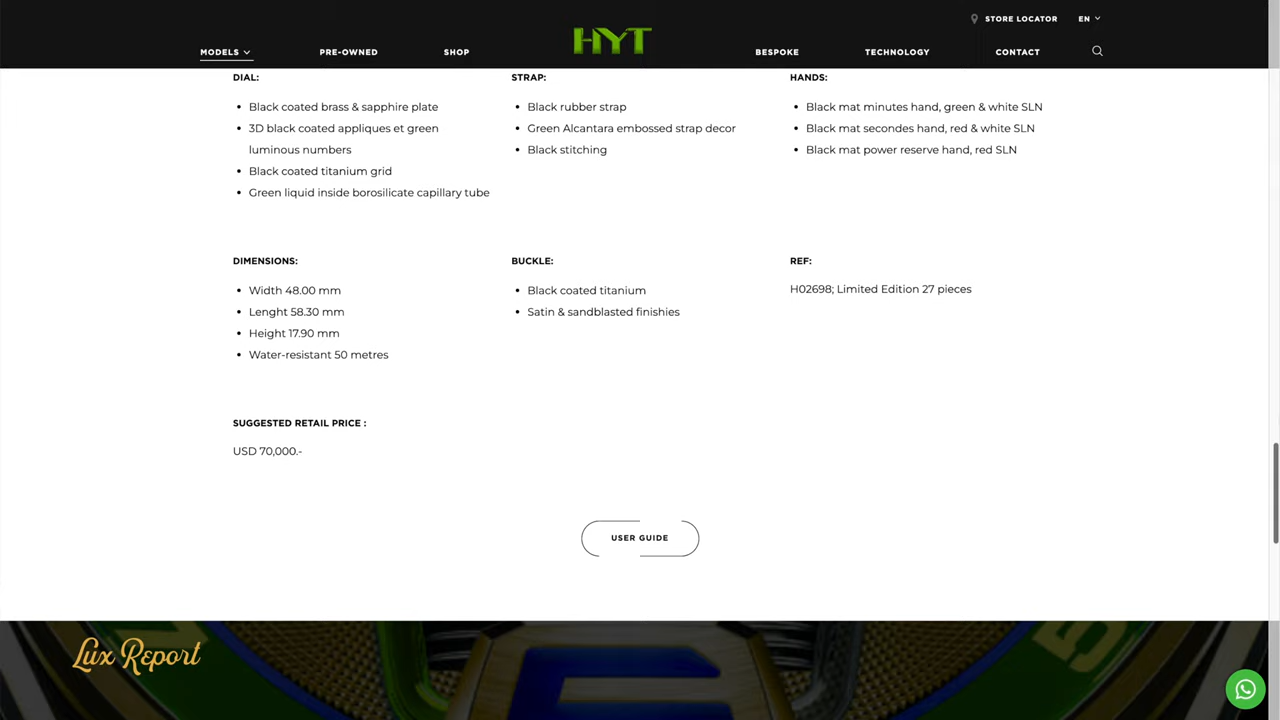 STORE LOCATOR
EN
MODELS
PRE-OWNED
SHOP
HYT
BESPOKE
TECHNOLOGY
CONTACT
DIAL:
Black coated brass & sapphire plate
3D black coated appliques et green
luminous numbers
Black coated titanium grid
Green liquid inside borosilicate capillary tube
STRAP:
Black rubber strap
Green Alcantara embossed strap decor
Black stitching
HANDS:
Black mat minutes hand, green & white SLN
Black mat secondes hand, red & white SLN
Black mat power reserve hand, red SLN
DIMENSIONS:
Width 48.00 mm
Lenght 58.30 mm
Height 17.90 mm
Water-resistant 50 metres
BUCKLE:
Black coated titanium
Satin & sandblasted finishies
REF:
H02698; Limited Edition 27 pieces
SUGGESTED RETAIL PRICE :
USD 70,000.-
USER GUIDE
Lux Report
5